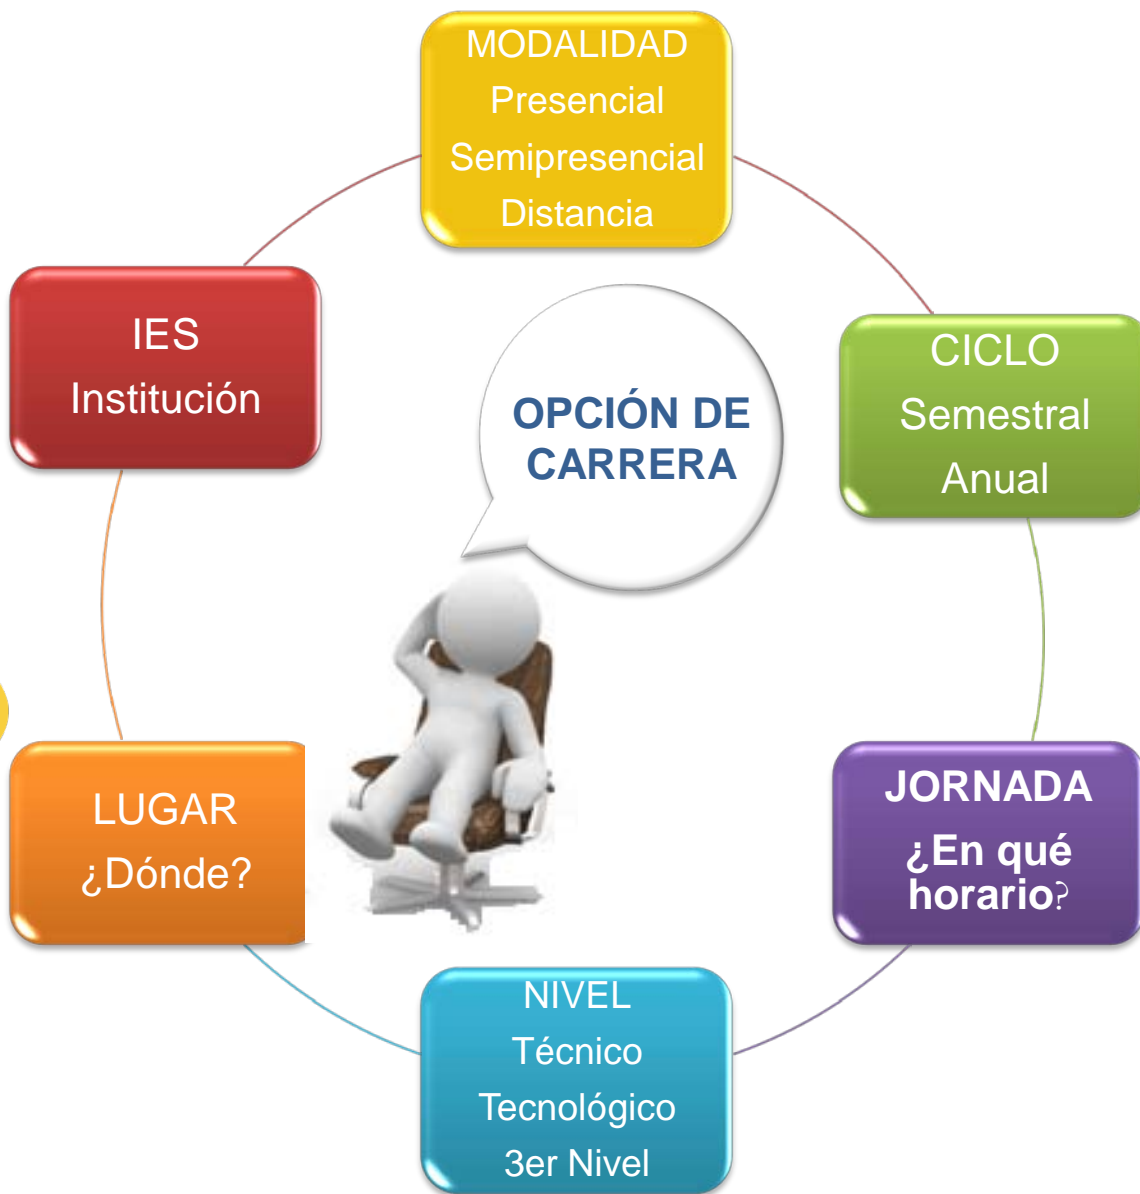 MODALIDAD
Presencial
Semipresencial
Distancia
IES
Institución
OPCIÓN DE
CARRERA
CICLO
Semestral
Anual
LUGAR
¿Dónde?
JORNADA
¿En qué
horario?
NIVEL
Técnico
Tecnológico
3er Nivel